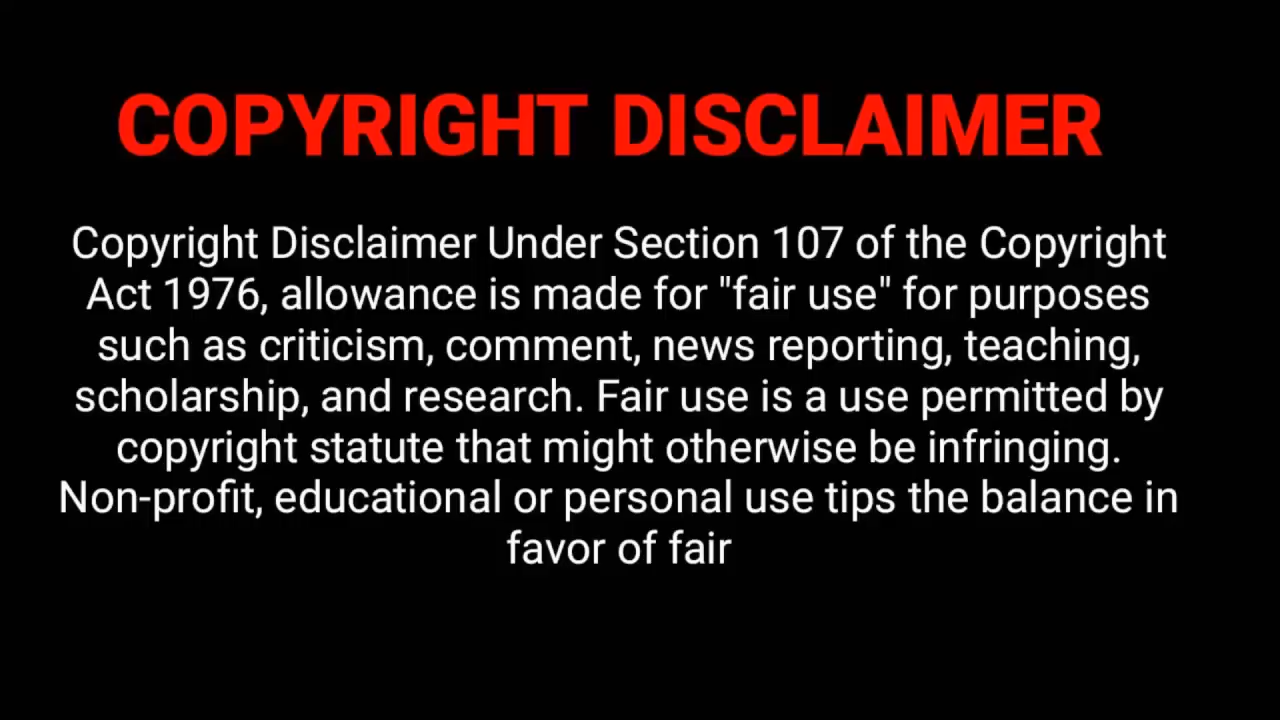 COPYRIGHT DISCLAIMER
Copyright Disclaimer Under Section 107 of the Copyright
Act 1976, allowance is made for "fair use" for purposes
such as criticism, comment, news reporting, teaching,
scholarship, and research. Fair use is a use permitted by
copyright statute that might otherwise be infringing.
Non-profit, educational or personal use tips the balance in
favor of fair